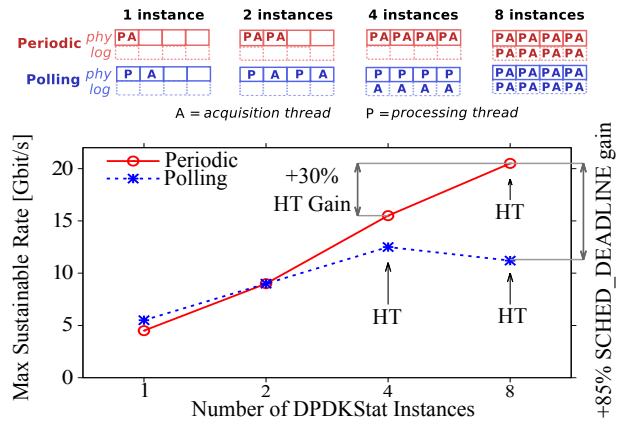 1 instance 2 instances 4 instances 8 instances
Periodic phy PA PA PA PA PA PA PA PA PA PA PA
log PA PA PA PA
Polling phy P A P A P A P P P P PA PA PA PA
log A A A A PA PA PA PA
A = acquisition thread P = processing thread
Max Sustainable Rate [Gbit/s]
20
15
10
5
0
Periodic
Polling
+30%
HT Gain
HT
HT
HT
+85% SCHED_DEADLINE gain
1 2 4 8
Number of DPDKStat Instances